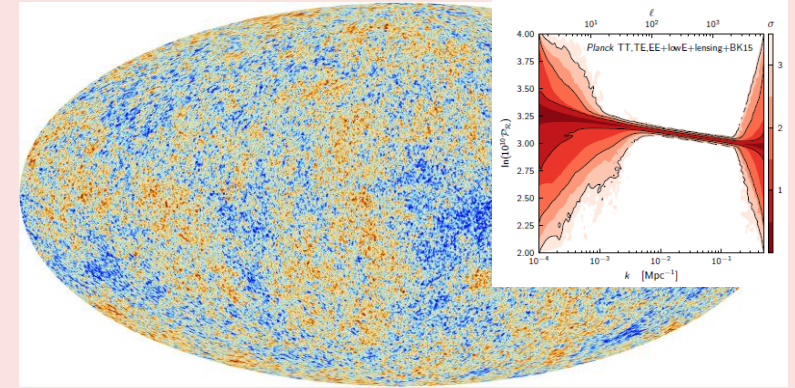 10¹ ℓ 10³ σ
4.00 Planck TT,TE,EE+lowE+lensing+BK15
3.75
3.50
3.25
3.00
2.75
2.50
2.25
2.00
ln(10¹⁰𝒫_ℛ)
3
2
1
10⁻⁴ 10⁻³ 10⁻² 10⁻¹
k [Mpc⁻¹]